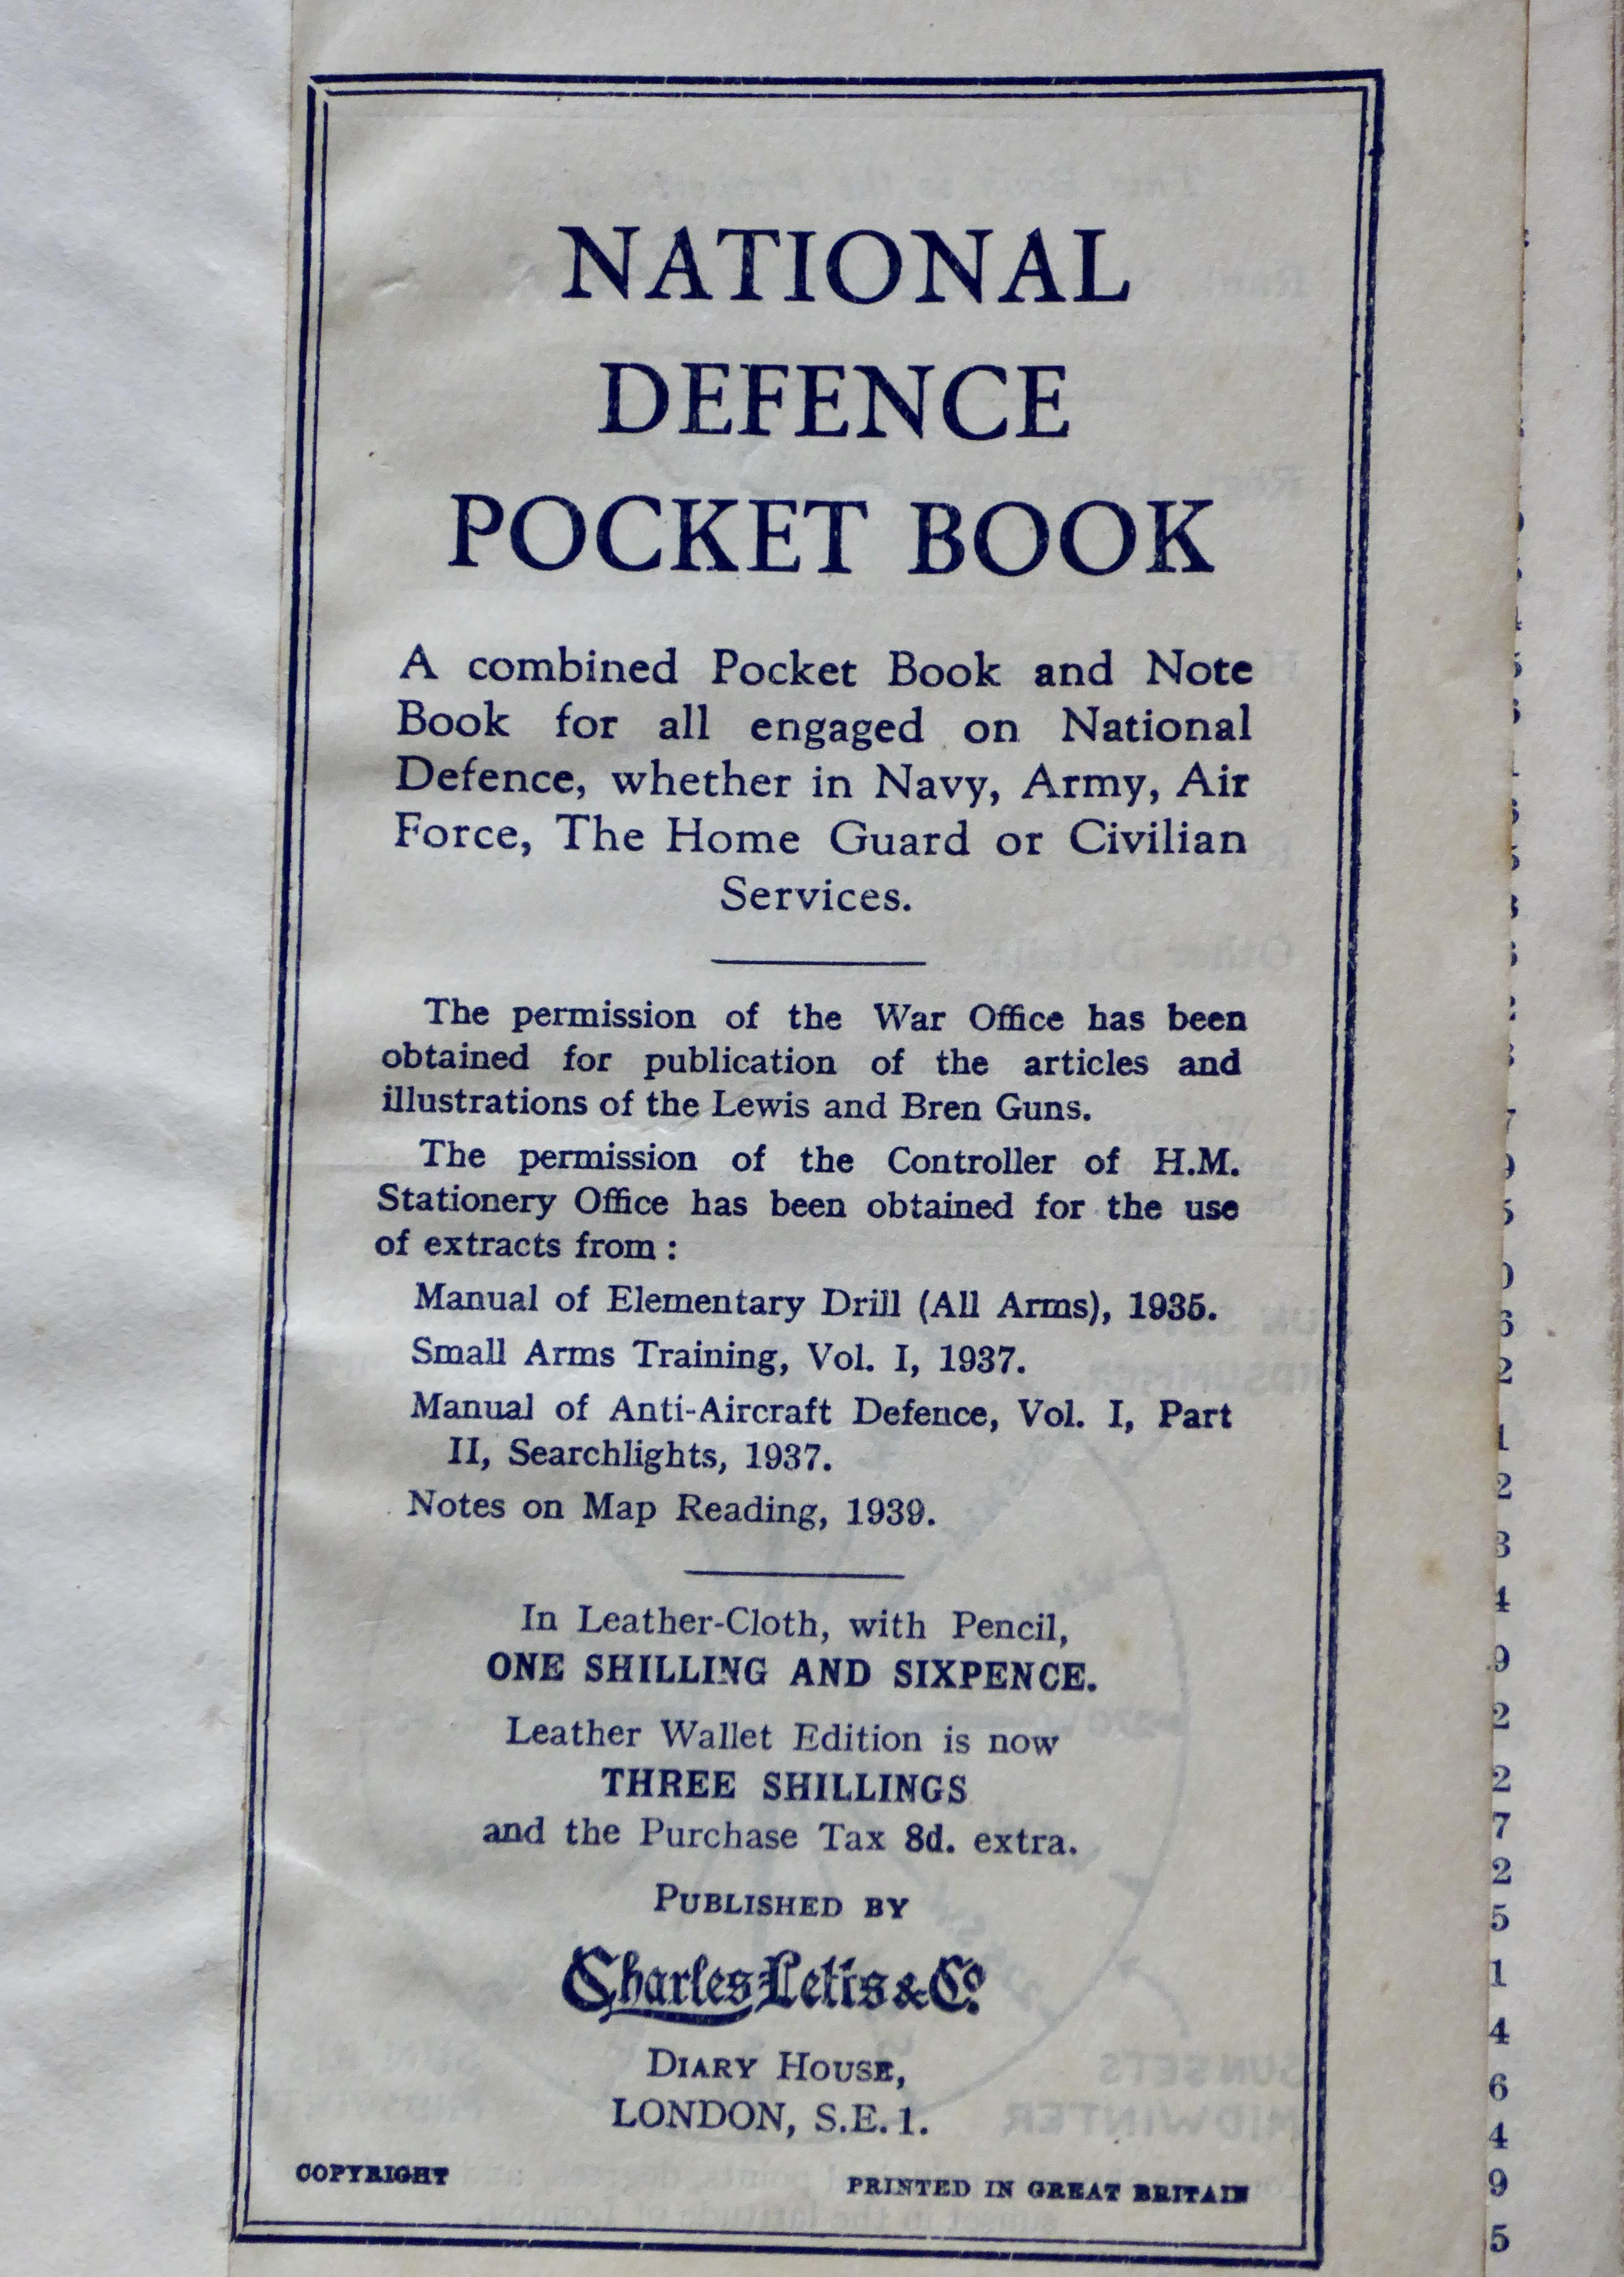 NATIONAL
DEFENCE
POCKET BOOK
A combined Pocket Book and Note
Book for all engaged on National
Defence, whether in Navy, Army, Air
Force, The Home Guard or Civilian
Services.
The permission of the War Office has been
obtained for publication of the articles and
illustrations of the Lewis and Bren Guns.
The permission of the Controller of H.M.
Stationery Office has been obtained for the use
of extracts from :
Manual of Elementary Drill (All Arms), 1935.
Small Arms Training, Vol. I, 1937.
Manual of Anti-Aircraft Defence, Vol. I, Part
II, Searchlights, 1937.
Notes on Map Reading, 1939.
In Leather-Cloth, with Pencil,
ONE SHILLING AND SIXPENCE.
Leather Wallet Edition is now
THREE SHILLINGS
and the Purchase Tax 8d. extra.
PUBLISHED BY
Charles Letts & Co.
DIARY HOUSE,
LONDON, S.E.1.
COPYRIGHT PRINTED IN GREAT BRITAIN